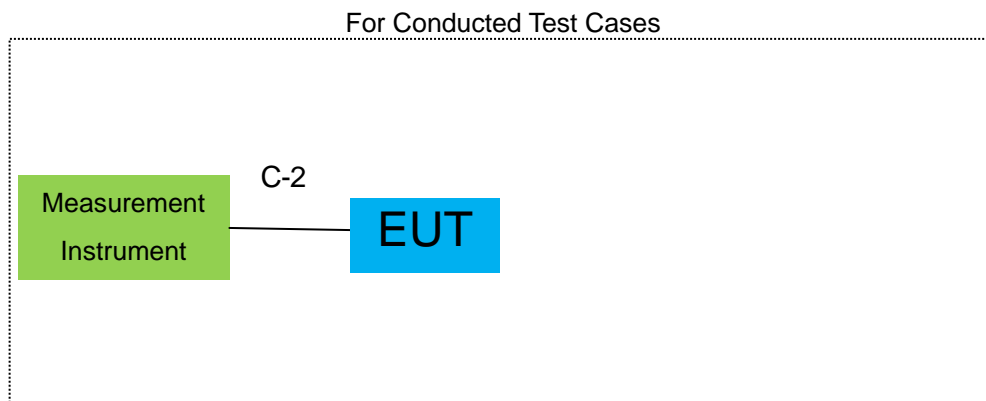 For Conducted Test Cases
C-2
Measurement
Instrument
EUT